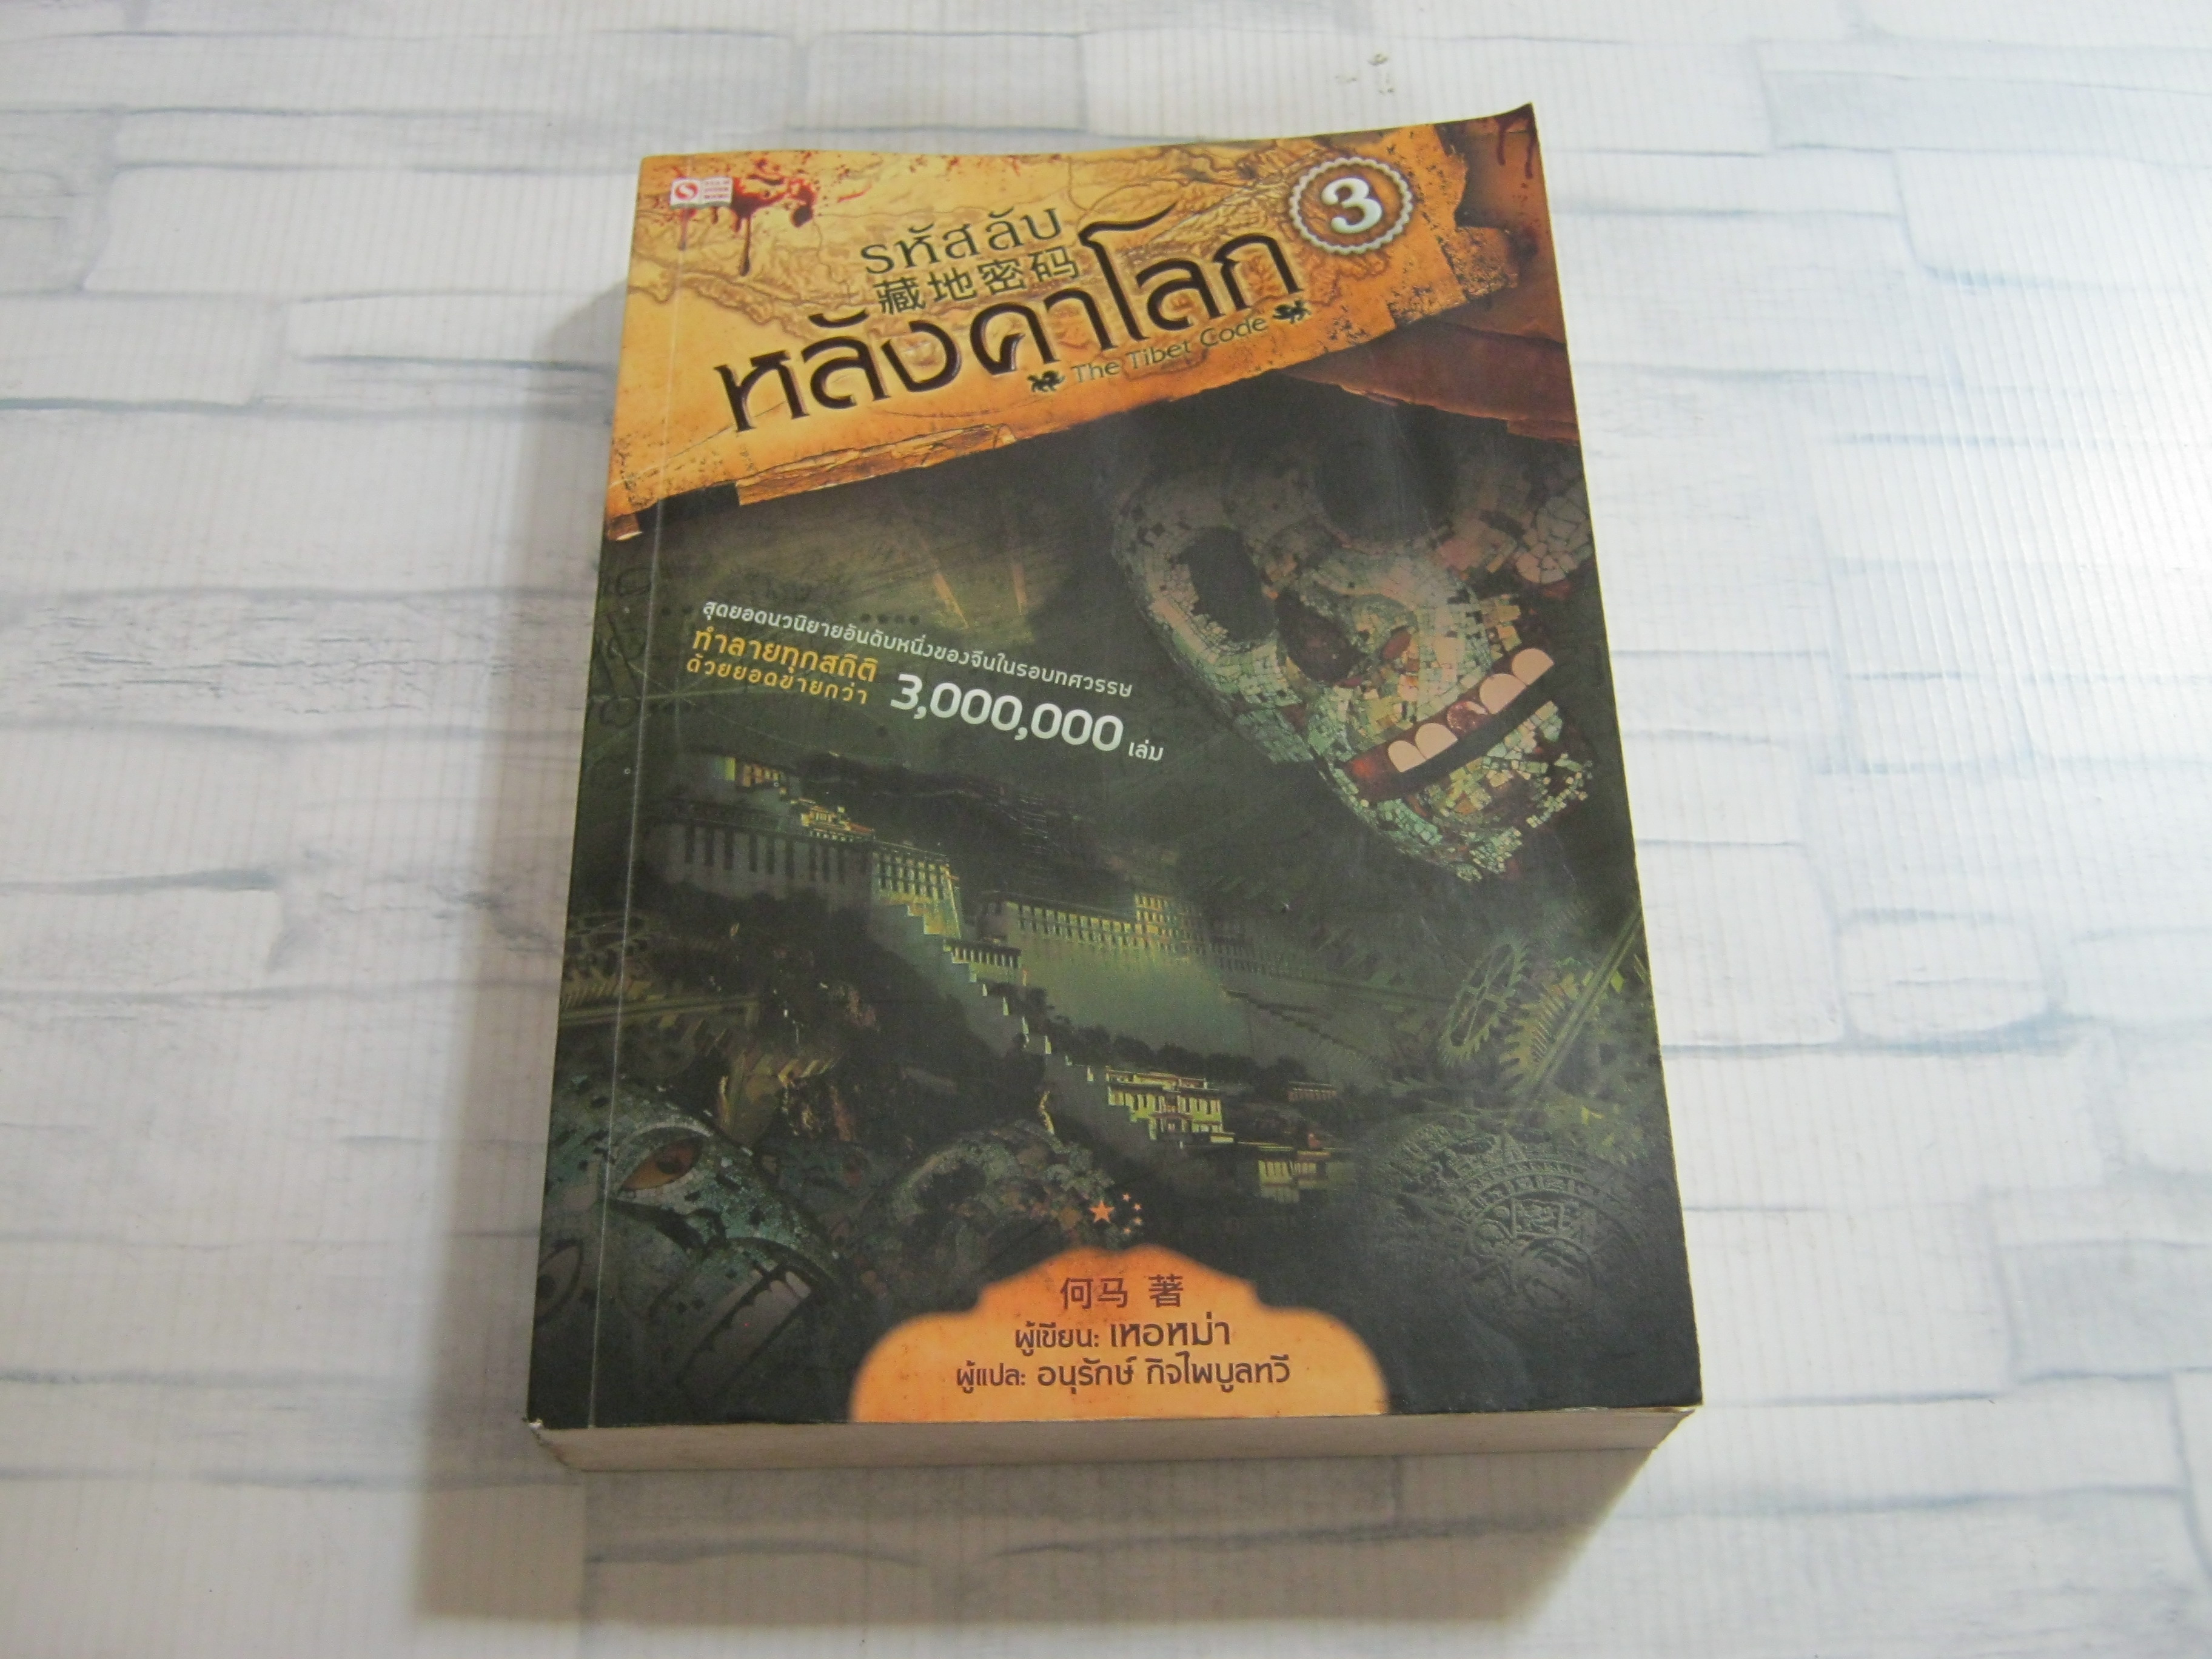 3
รหัสลับ
藏地密码
หลังคาโลก
The Tibet Code
สุดยอดนวนิยายอันดับหนึ่งของจีนในรอบทศวรรษ
ทำลายทุกสถิติ
ด้วยยอดขายกว่า 3,000,000 เล่ม
何马 著
ผู้เขียน: เหอหม่า
ผู้แปล: อนุรักษ์ กิจไพบูลทวี